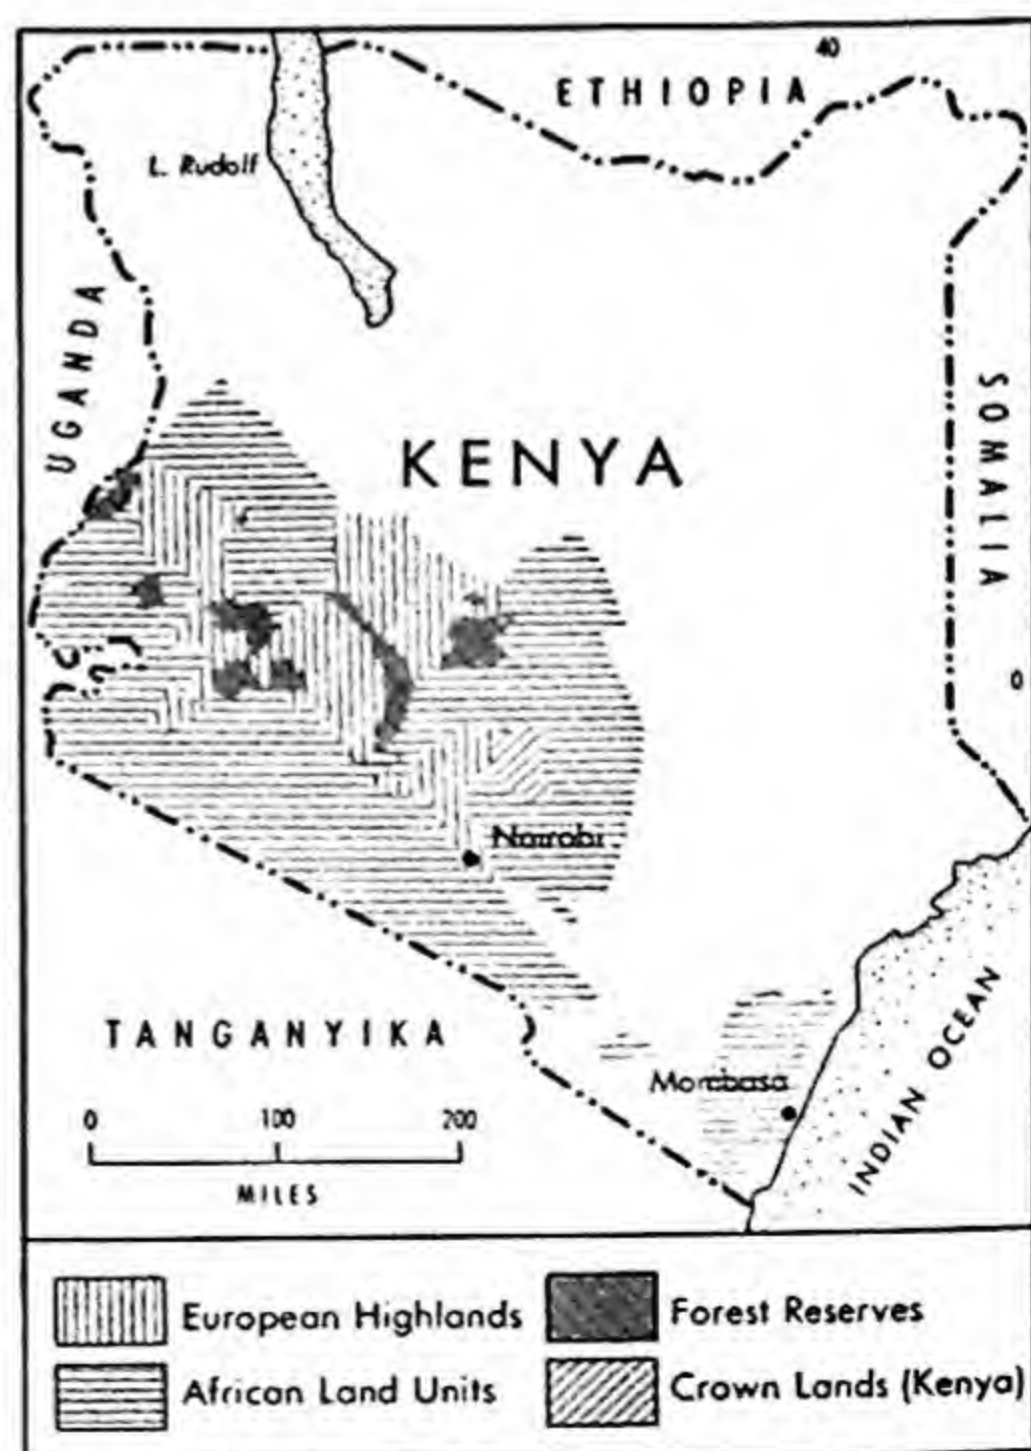 40
ETHIOPIA
L. Rudolf
UGANDA
KENYA
SOMALIA
0
Nairobi
TANGANYIKA
Mombasa
INDIAN OCEAN
0 100 200
MILES
European Highlands
Forest Reserves
African Land Units
Crown Lands (Kenya)